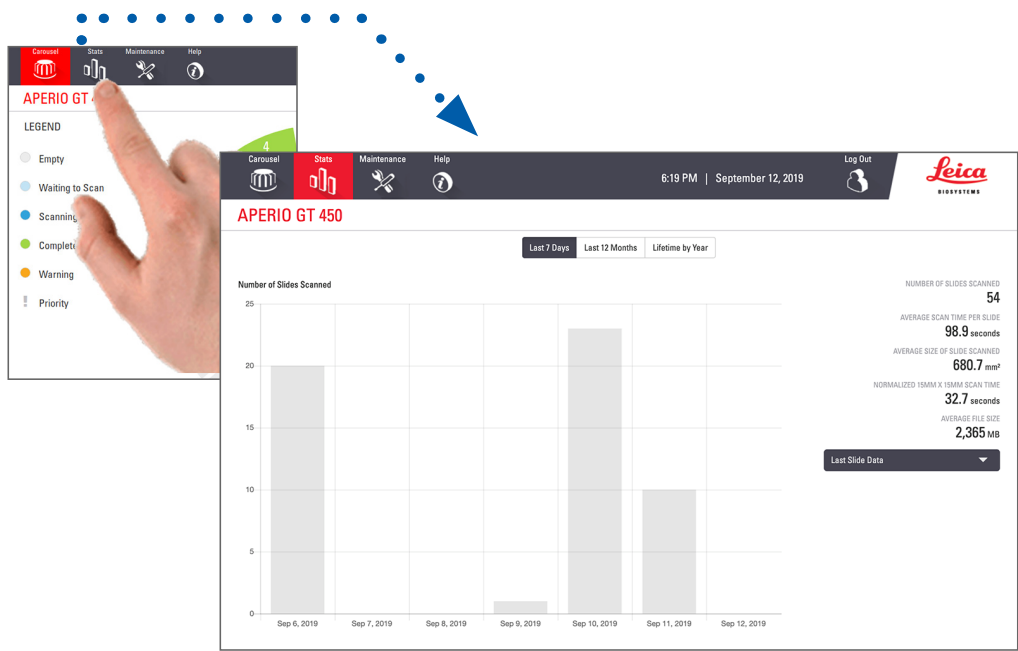 Carousel Stats Maintenance Help
APERIO GT 4
LEGEND
Empty
Waiting to Scan
Scanning
Complete
Warning
Priority
4
Carousel Stats Maintenance Help
6:19 PM | September 12, 2019
Log Out
Leica
BIOSYSTEMS
APERIO GT 450
Last 7 Days Last 12 Months Lifetime by Year
Number of Slides Scanned
25
20
15
10
5
0
Sep 6, 2019 Sep 7, 2019 Sep 8, 2019 Sep 9, 2019 Sep 10, 2019 Sep 11, 2019 Sep 12, 2019
NUMBER OF SLIDES SCANNED
54
AVERAGE SCAN TIME PER SLIDE
98.9 seconds
AVERAGE SIZE OF SLIDE SCANNED
680.7 mm²
NORMALIZED 15MM X 15MM SCAN TIME
32.7 seconds
AVERAGE FILE SIZE
2,365 MB
Last Slide Data